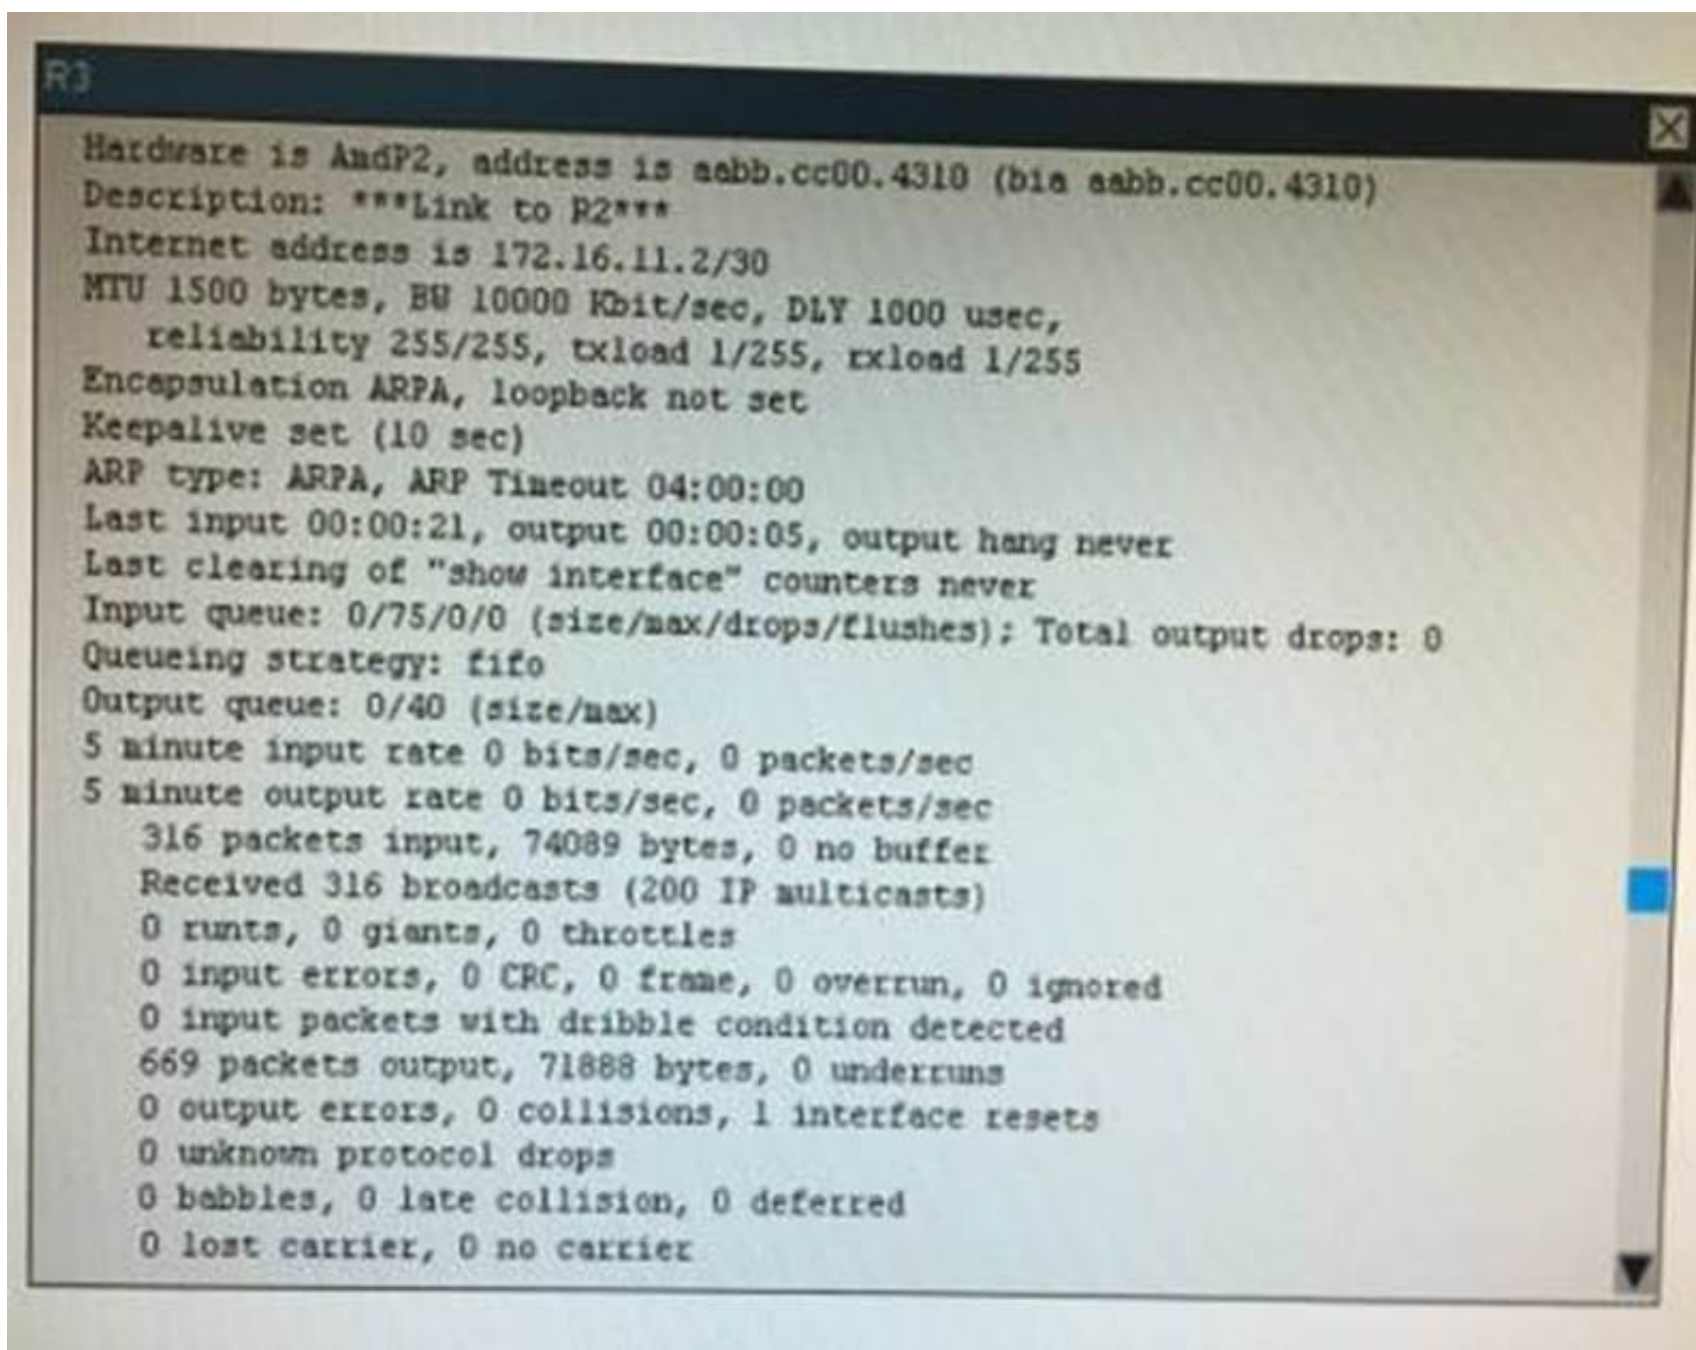 R3
Hardware is AmdP2, address is aabb.cc00.4310 (bia aabb.cc00.4310)
Description: ***Link to R2***
Internet address is 172.16.11.2/30
MTU 1500 bytes, BW 10000 Kbit/sec, DLY 1000 usec,
reliability 255/255, txload 1/255, rxload 1/255
Encapsulation ARPA, loopback not set
Keepalive set (10 sec)
ARP type: ARPA, ARP Timeout 04:00:00
Last input 00:00:21, output 00:00:05, output hang never
Last clearing of "show interface" counters never
Input queue: 0/75/0/0 (size/max/drops/flushes); Total output drops: 0
Queueing strategy: fifo
Output queue: 0/40 (size/max)
5 minute input rate 0 bits/sec, 0 packets/sec
5 minute output rate 0 bits/sec, 0 packets/sec
316 packets input, 74089 bytes, 0 no buffer
Received 316 broadcasts (200 IP multicasts)
0 runts, 0 giants, 0 throttles
0 input errors, 0 CRC, 0 frame, 0 overrun, 0 ignored
0 input packets with dribble condition detected
669 packets output, 71888 bytes, 0 underruns
0 output errors, 0 collisions, 1 interface resets
0 unknown protocol drops
0 babbles, 0 late collision, 0 deferred
0 lost carrier, 0 no carrier